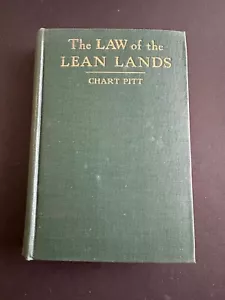 The LAW of the
LEAN LANDS
CHART PITT